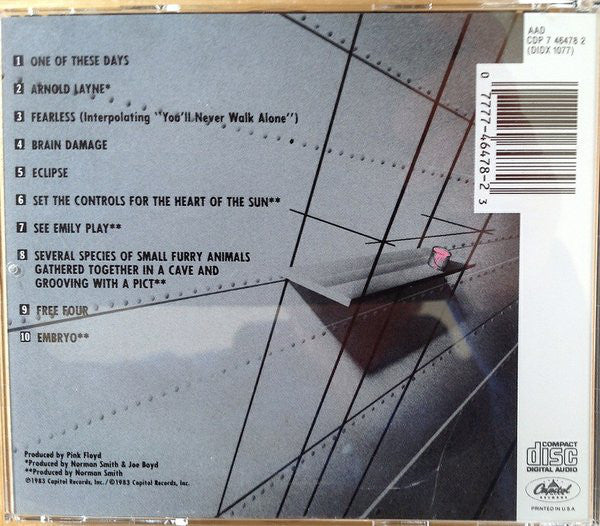 1 ONE OF THESE DAYS
2 ARNOLD LAYNE*
3 FEARLESS (Interpolating "You'll Never Walk Alone")
4 BRAIN DAMAGE
5 ECLIPSE
6 SET THE CONTROLS FOR THE HEART OF THE SUN**
7 SEE EMILY PLAY**
8 SEVERAL SPECIES OF SMALL FURRY ANIMALS
GATHERED TOGETHER IN A CAVE AND
GROOVING WITH A PICT**
9 FREE FOUR
10 EMBRYO**
Produced by Pink Floyd
*Produced by Norman Smith & Joe Boyd
**Produced by Norman Smith
©1983 Capitol Records, Inc. / ℗1983 Capitol Records, Inc.
AAD
CDP 7 46478 2
(DIDX 1077)
0 77774-6478-2 3
COMPACT
disc
DIGITAL AUDIO
Capitol
RECORDS
PRINTED IN U.S.A.